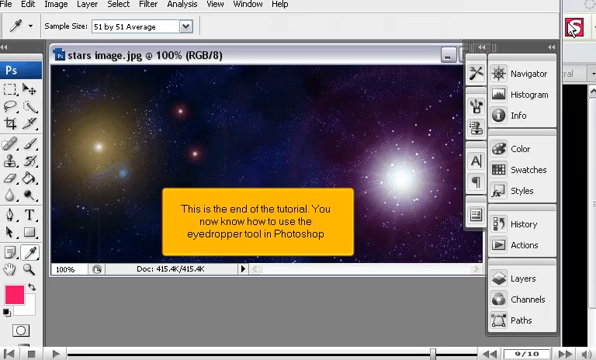 File Edit Image Layer Select Filter Analysis View Window Help
Sample Size: 51 by 51 Average
stars image.jpg @ 100% (RGB/8)
Ps
Navigator
Histogram
Info
Color
Swatches
Styles
History
Actions
Layers
Channels
Paths
This is the end of the tutorial. You
now know how to use the
eyedropper tool in Photoshop
100%
Doc: 415.4K/415.4K
9/10